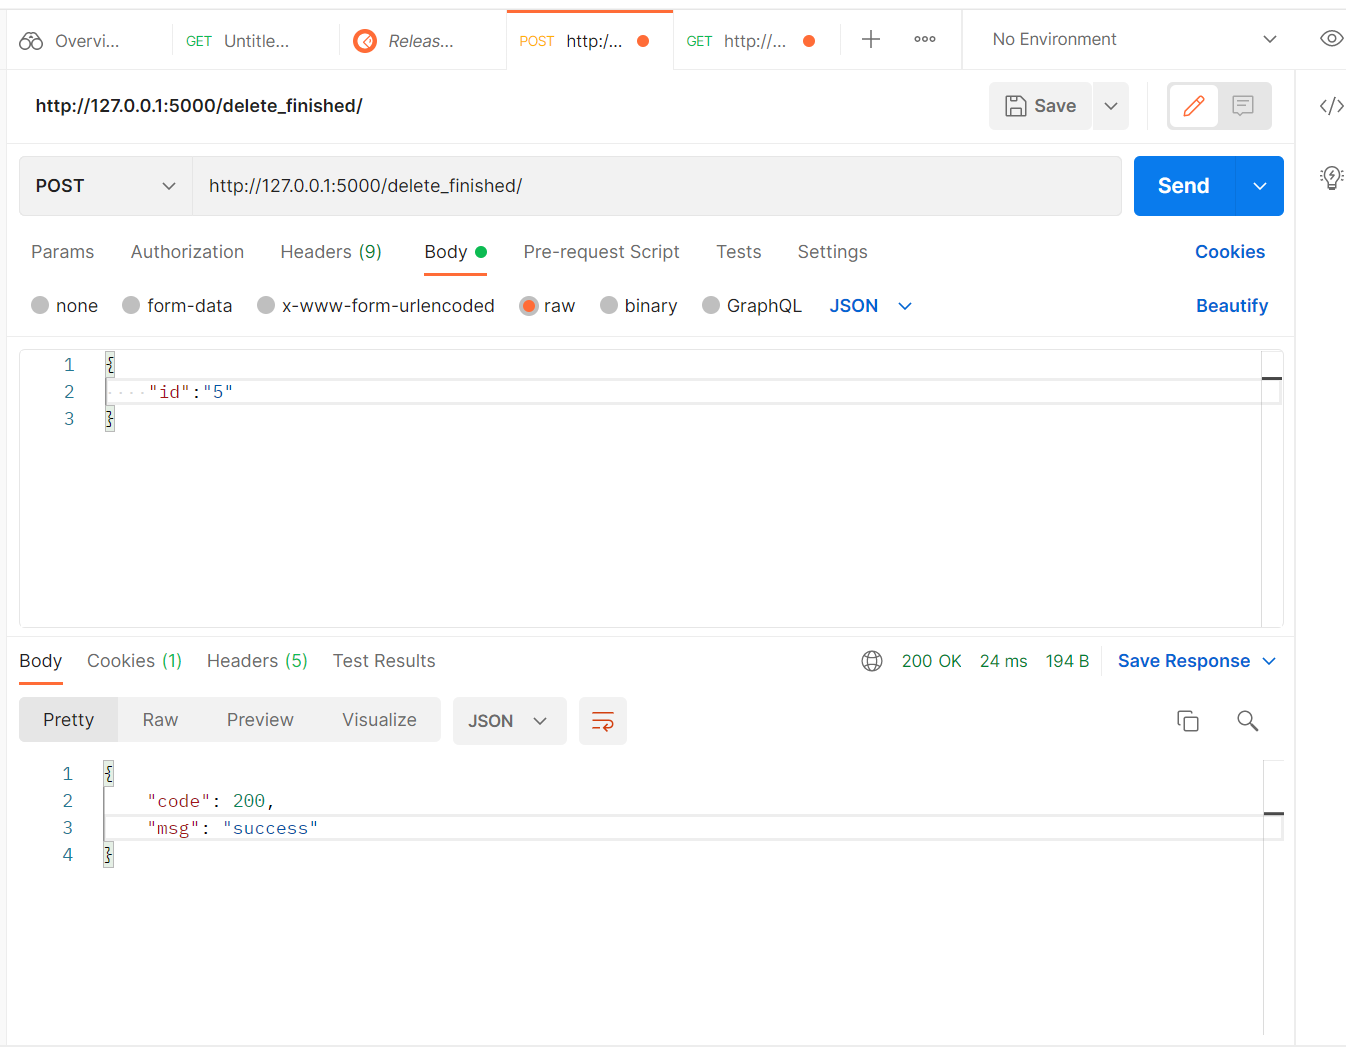 Overvi...
GET Untitle...
Releas...
POST http:/...
GET http://...
No Environment
http://127.0.0.1:5000/delete_finished/
Save
POST
http://127.0.0.1:5000/delete_finished/
Send
Params Authorization Headers (9) Body Pre-request Script Tests Settings Cookies
none form-data x-www-form-urlencoded raw binary GraphQL JSON Beautify
1 {
2 ····"id":"5"
3 }
Body Cookies (1) Headers (5) Test Results 200 OK 24 ms 194 B Save Response
Pretty Raw Preview Visualize JSON
1 {
2 "code": 200,
3 "msg": "success"
4 }